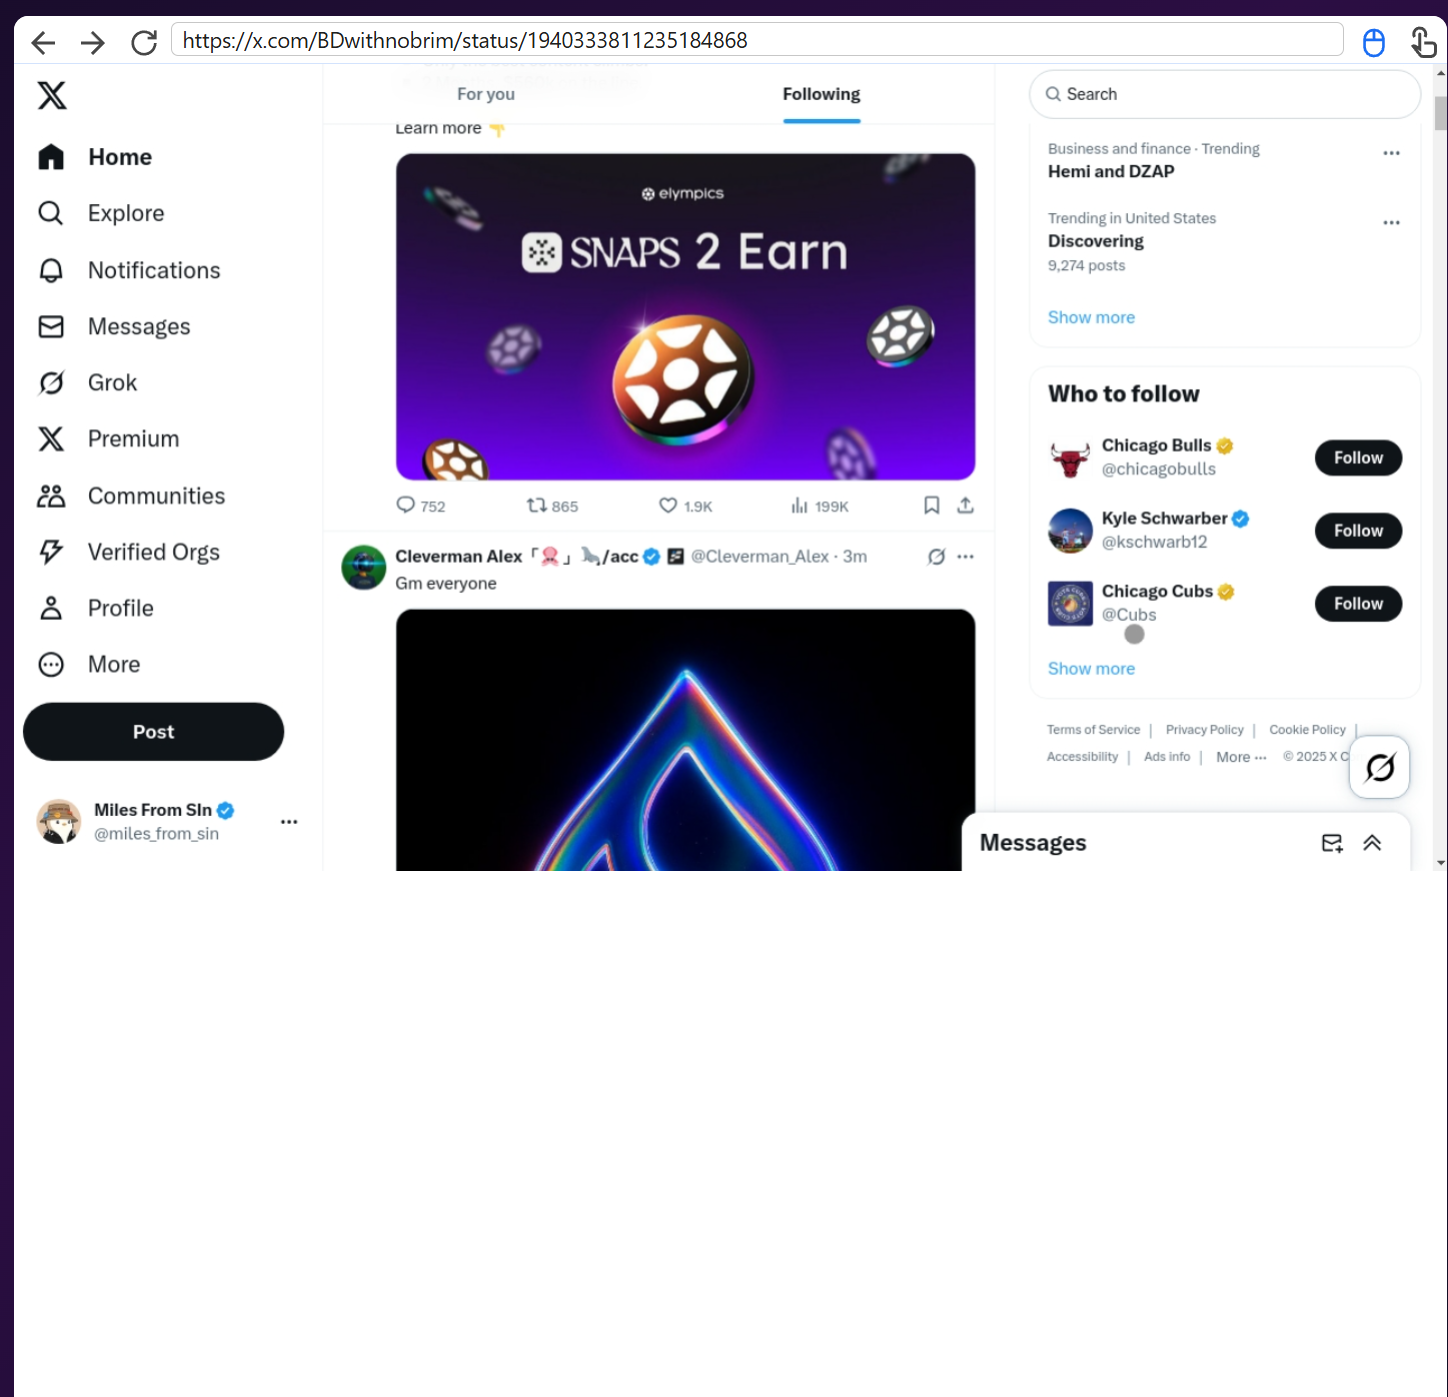 https://x.com/BDwithnobrim/status/1940333811235184868
Home
Explore
Notifications
Messages
Grok
Premium
Communities
Verified Orgs
Profile
More
Post
Miles From SIn
@miles_from_sin
For you
Following
Learn more 👇
elympics
SNAPS 2 Earn
752
865
1.9K
199K
Cleverman Alex「 」 /acc @Cleverman_Alex · 3m
Gm everyone
Search
Business and finance · Trending
Hemi and DZAP
Trending in United States
Discovering
9,274 posts
Show more
Who to follow
Chicago Bulls
@chicagobulls
Follow
Kyle Schwarber
@kschwarb12
Follow
Chicago Cubs
@Cubs
Follow
Show more
Terms of Service | Privacy Policy | Cookie Policy |
Accessibility | Ads info | More ··· © 2025 X C
Messages